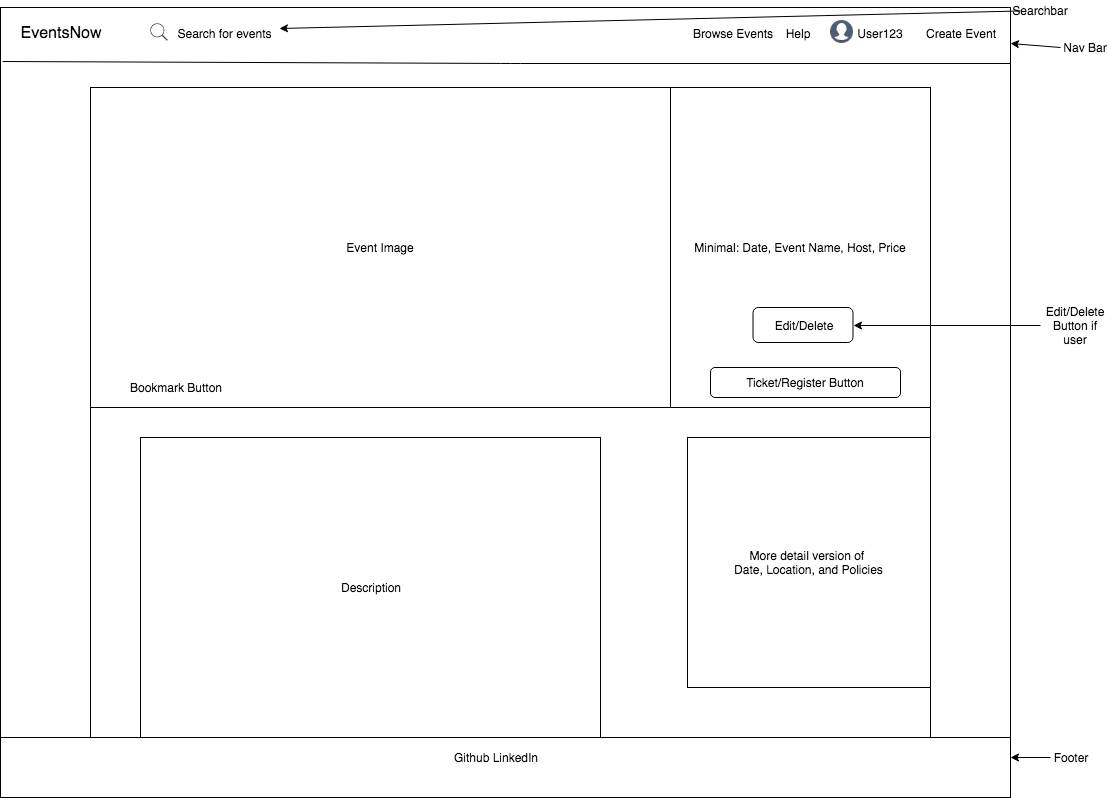 Searchbar
EventsNow
Search for events
Browse Events
Help
User123
Create Event
Nav Bar
Event Image
Minimal: Date, Event Name, Host, Price
Edit/Delete
Edit/Delete
Button if
user
Bookmark Button
Ticket/Register Button
Description
More detail version of
Date, Location, and Policies
Github LinkedIn
Footer